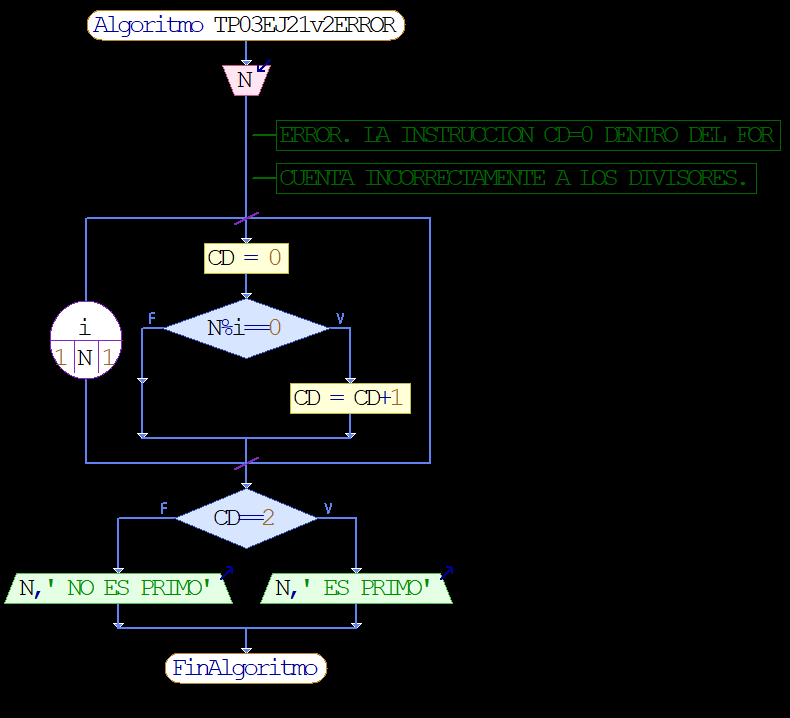 Algoritmo TP03EJ21v2ERROR
N
ERROR. LA INSTRUCCION CD=0 DENTRO DEL FOR
CUENTA INCORRECTAMENTE A LOS DIVISORES.
CD = 0
F
N%i==0
V
i
1 N 1
CD = CD+1
F
CD==2
V
N,' NO ES PRIMO'
N,' ES PRIMO'
FinAlgoritmo